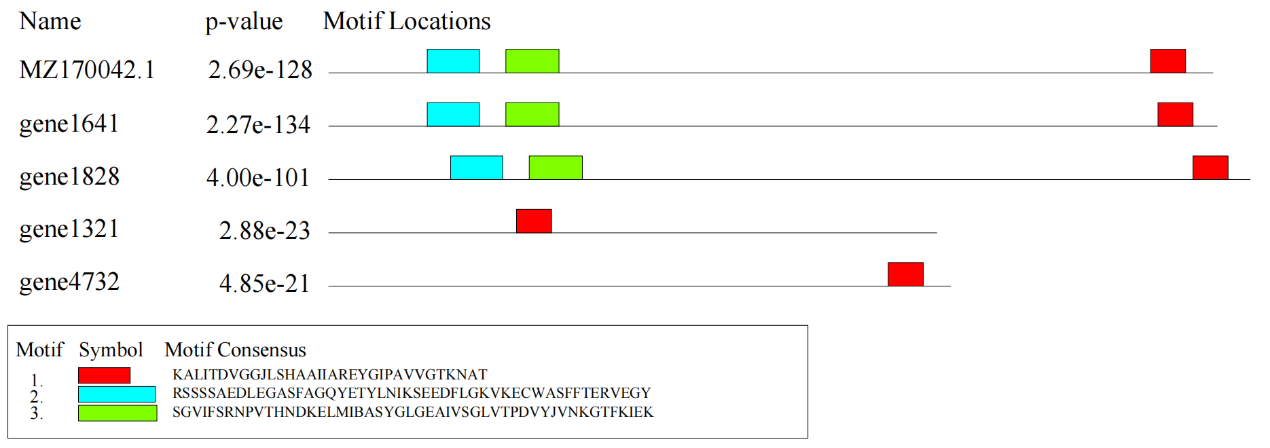 Name p-value Motif Locations
MZ170042.1 2.69e-128
gene1641 2.27e-134
gene1828 4.00e-101
gene1321 2.88e-23
gene4732 4.85e-21
Motif Symbol Motif Consensus
1. KALITDVGGJLSHAAIIAREYGIPAVVGTKNAT
2. RSSSSAEDLEGASFAGQYETYLNIKSEEDFLGKVKECWASFFTERVEGY
3. SGVIFSRNPVTHNDKELMIBASYGLGEAIVSGLVTPDVYJVNKGTFKIEK